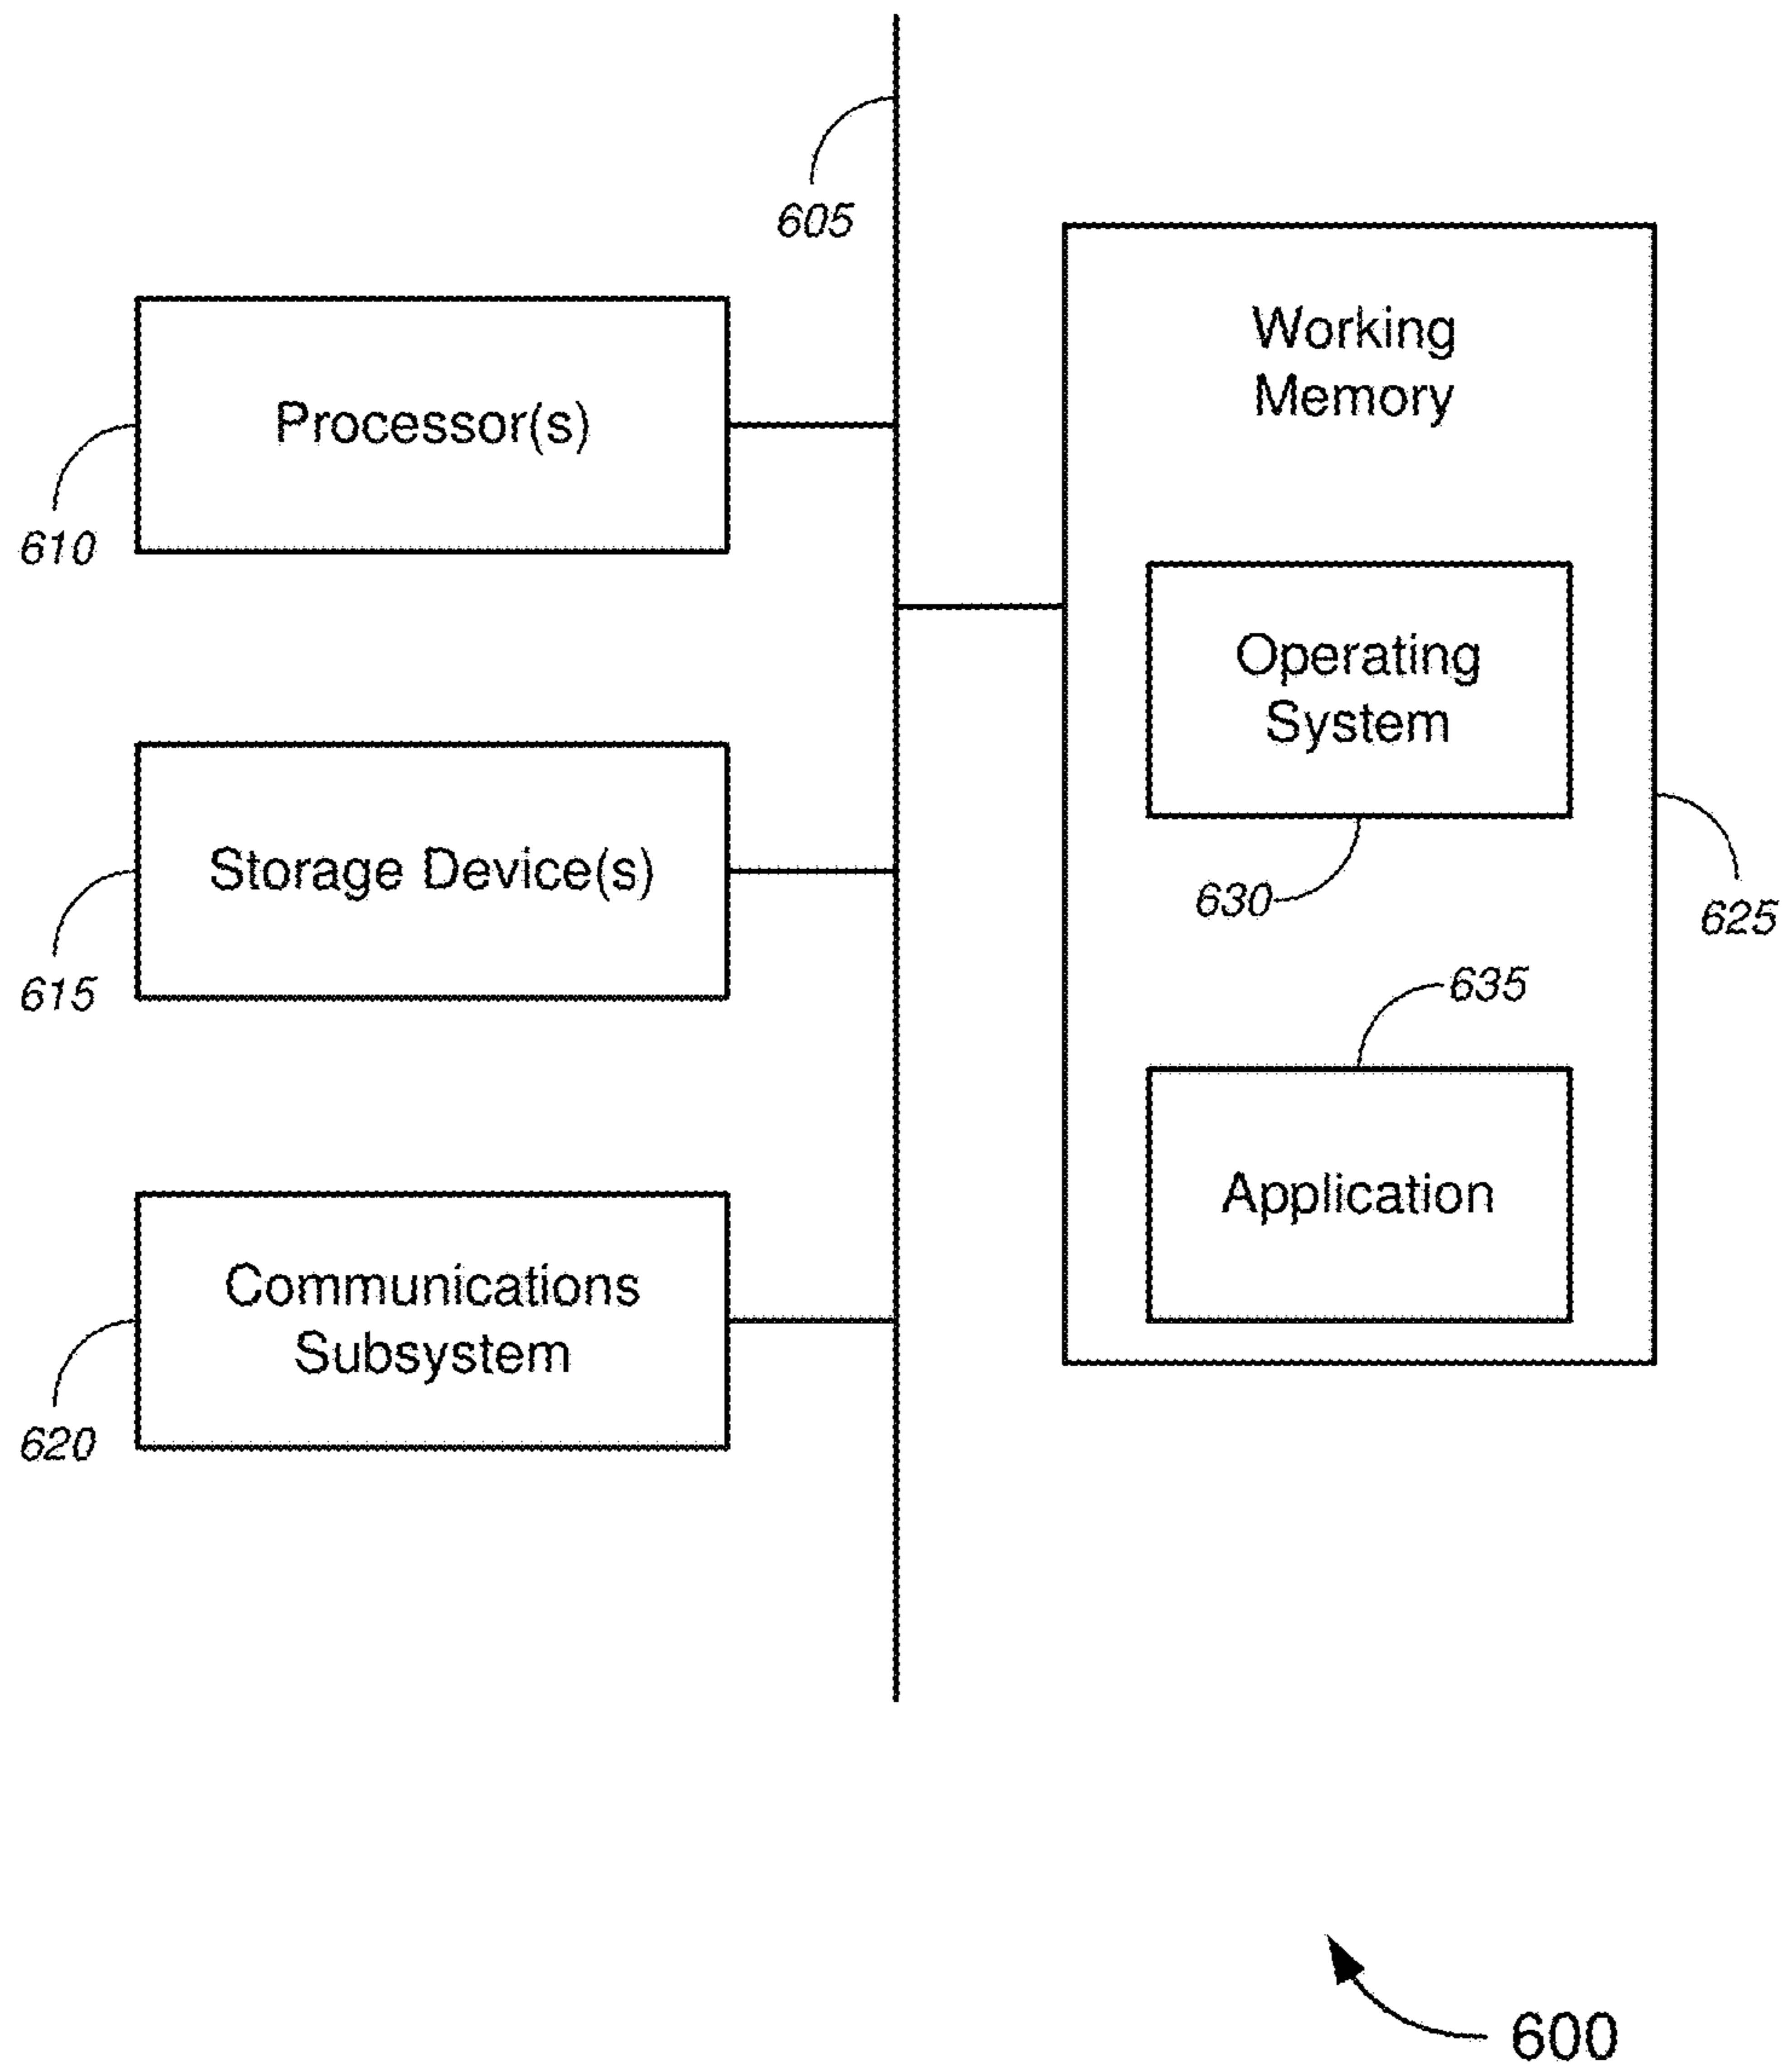 605
Processor(s)
610
Working
Memory
Operating
System
630
625
Storage Device(s)
615
635
Application
Communications
Subsystem
620
600